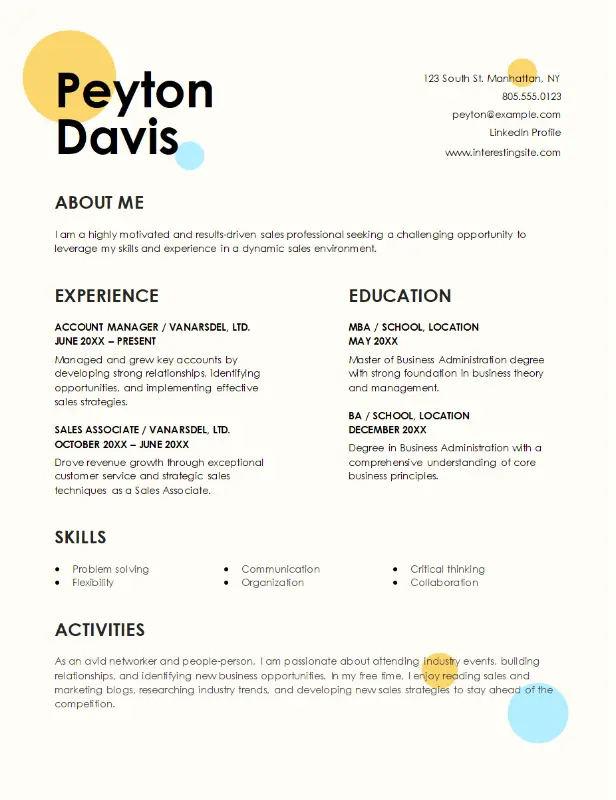 Peyton
Davis
123 South St. Manhattan, NY
805.555.0123
peyton@example.com
LinkedIn Profile
www.interestingsite.com
ABOUT ME
I am a highly motivated and results-driven sales professional seeking a challenging opportunity to
leverage my skills and experience in a dynamic sales environment.
EXPERIENCE
ACCOUNT MANAGER / VANARSDEL, LTD.
JUNE 20XX – PRESENT
Managed and grew key accounts by
developing strong relationships, identifying
opportunities, and implementing effective
sales strategies.
SALES ASSOCIATE / VANARSDEL, LTD.
OCTOBER 20XX – JUNE 20XX
Drove revenue growth through exceptional
customer service and strategic sales
techniques as a Sales Associate.
EDUCATION
MBA / SCHOOL, LOCATION
MAY 20XX
Master of Business Administration degree
with strong foundation in business theory
and management.
BA / SCHOOL, LOCATION
DECEMBER 20XX
Degree in Business Administration with a
comprehensive understanding of core
business principles.
SKILLS
• Problem solving
• Flexibility
• Communication
• Organization
• Critical thinking
• Collaboration
ACTIVITIES
As an avid networker and people-person, I am passionate about attending industry events, building
relationships, and identifying new business opportunities. In my free time, I enjoy reading sales and
marketing blogs, researching industry trends, and developing new sales strategies to stay ahead of the
competition.